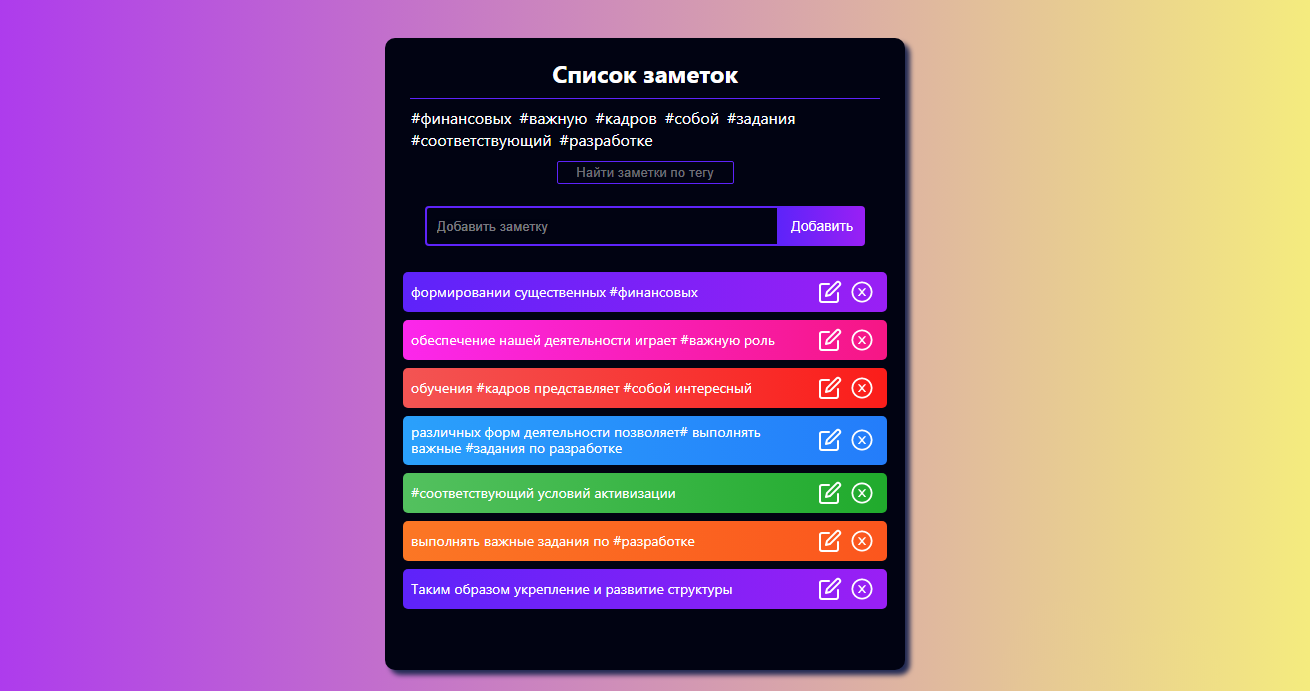 Список заметок
#финансовых #важную #кадров #собой #задания
#соответствующий #разработке
Найти заметки по тегу
Добавить заметку
Добавить
формировании существенных #финансовых
обеспечение нашей деятельности играет #важную роль
обучения #кадров представляет #собой интересный
различных форм деятельности позволяет# выполнять
важные #задания по разработке
#соответствующий условий активизации
выполнять важные задания по #разработке
Таким образом укрепление и развитие структуры